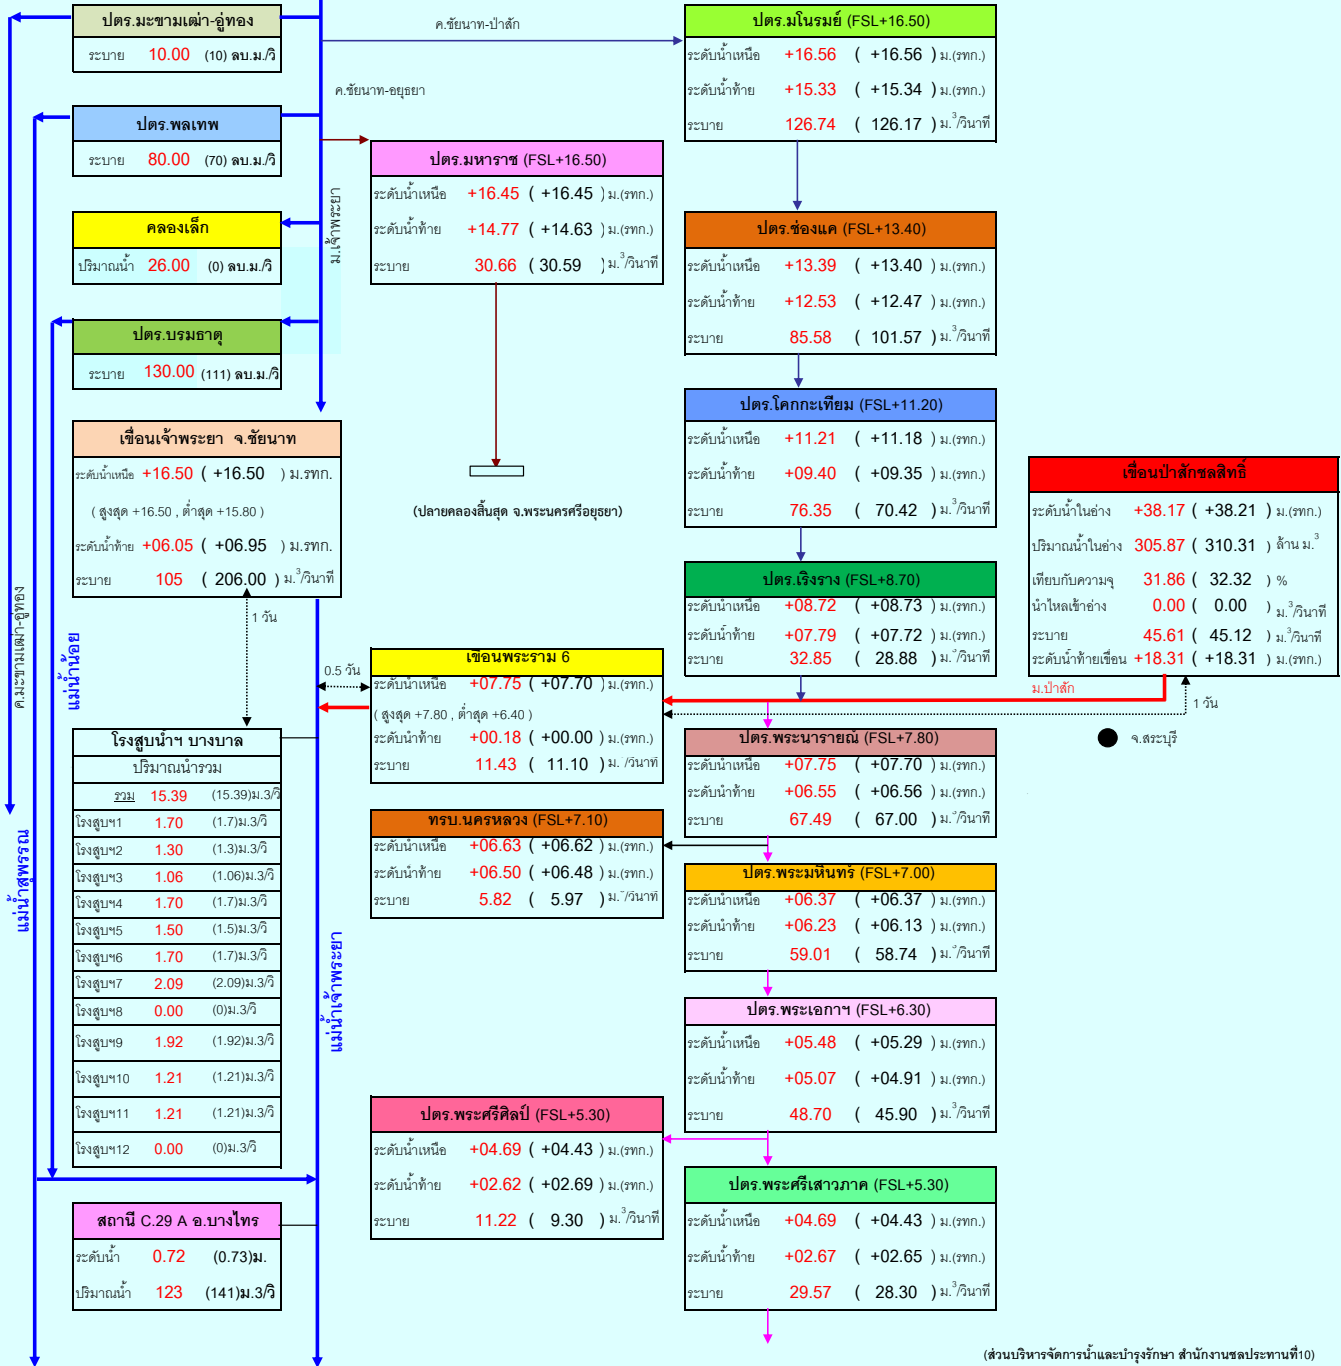 ปตร.มะขามเฒ่า-อู่ทอง
ระบาย 10.00 (10) ลบ.ม./วิ
ค.ชัยนาท-ป่าสัก
ปตร.มโนรมย์ (FSL+16.50)
ระดับน้ำเหนือ +16.56 ( +16.56 ) ม.(รทก.)
ระดับน้ำท้าย +15.33 ( +15.34 ) ม.(รทก.)
ระบาย 126.74 ( 126.17 ) ม.³/วินาที
ค.ชัยนาท-อยุธยา
ปตร.พลเทพ
ระบาย 80.00 (70) ลบ.ม./วิ
ปตร.มหาราช (FSL+16.50)
ระดับน้ำเหนือ +16.45 ( +16.45 ) ม.(รทก.)
ระดับน้ำท้าย +14.77 ( +14.63 ) ม.(รทก.)
ระบาย 30.66 ( 30.59 ) ม.³/วินาที
คลองเล็ก
ปริมาณน้ำ 26.00 (0) ลบ.ม./วิ
ม.เจ้าพระยา
ปตร.ช่องแค (FSL+13.40)
ระดับน้ำเหนือ +13.39 ( +13.40 ) ม.(รทก.)
ระดับน้ำท้าย +12.53 ( +12.47 ) ม.(รทก.)
ระบาย 85.58 ( 101.57 ) ม.³/วินาที
ปตร.บรมธาตุ
ระบาย 130.00 (111) ลบ.ม./วิ
ปตร.โคกกะเทียม (FSL+11.20)
ระดับน้ำเหนือ +11.21 ( +11.18 ) ม.(รทก.)
ระดับน้ำท้าย +09.40 ( +09.35 ) ม.(รทก.)
ระบาย 76.35 ( 70.42 ) ม.³/วินาที
เขื่อนเจ้าพระยา จ.ชัยนาท
ระดับน้ำเหนือ +16.50 ( +16.50 ) ม.รทก.
( สูงสุด +16.50 , ต่ำสุด +15.80 )
ระดับน้ำท้าย +06.05 ( +06.95 ) ม.รทก.
ระบาย 105 ( 206.00 ) ม.³/วินาที
(ปลายคลองสิ้นสุด จ.พระนครศรีอยุธยา)
เขื่อนป่าสักชลสิทธิ์
ระดับน้ำในอ่าง +38.17 ( +38.21 ) ม.(รทก.)
ปริมาณน้ำในอ่าง 305.87 ( 310.31 ) ล้าน ม.³
เทียบกับความจุ 31.86 ( 32.32 ) %
น้ำไหลเข้าอ่าง 0.00 ( 0.00 ) ม.³/วินาที
ระบาย 45.61 ( 45.12 ) ม.³/วินาที
ระดับน้ำท้ายเขื่อน +18.31 ( +18.31 ) ม.(รทก.)
ปตร.เริงราง (FSL+8.70)
ระดับน้ำเหนือ +08.72 ( +08.73 ) ม.(รทก.)
ระดับน้ำท้าย +07.79 ( +07.72 ) ม.(รทก.)
ระบาย 32.85 ( 28.88 ) ม.³/วินาที
ค.มะขามเฒ่า-อู่ทอง
แม่น้ำน้อย
1 วัน
0.5 วัน
เขื่อนพระราม 6
ระดับน้ำเหนือ +07.75 ( +07.70 ) ม.(รทก.)
( สูงสุด +7.80 , ต่ำสุด +6.40 )
ระดับน้ำท้าย +00.18 ( +00.00 ) ม.(รทก.)
ระบาย 11.43 ( 11.10 ) ม. /วินาที
ม.ป่าสัก
1 วัน
จ.สระบุรี
ปตร.พระนารายณ์ (FSL+7.80)
ระดับน้ำเหนือ +07.75 ( +07.70 ) ม.(รทก.)
ระดับน้ำท้าย +06.55 ( +06.56 ) ม.(รทก.)
ระบาย 67.49 ( 67.00 ) ม.³/วินาที
โรงสูบน้ำฯ บางบาล
ปริมาณน้ำรวม
รวม 15.39 (15.39)ม.3/วิ
โรงสูบฯ1 1.70 (1.7)ม.3/วิ
โรงสูบฯ2 1.30 (1.3)ม.3/วิ
โรงสูบฯ3 1.06 (1.06)ม.3/วิ
โรงสูบฯ4 1.70 (1.7)ม.3/วิ
โรงสูบฯ5 1.50 (1.5)ม.3/วิ
โรงสูบฯ6 1.70 (1.7)ม.3/วิ
โรงสูบฯ7 2.09 (2.09)ม.3/วิ
โรงสูบฯ8 0.00 (0)ม.3/วิ
โรงสูบฯ9 1.92 (1.92)ม.3/วิ
โรงสูบฯ10 1.21 (1.21)ม.3/วิ
โรงสูบฯ11 1.21 (1.21)ม.3/วิ
โรงสูบฯ12 0.00 (0)ม.3/วิ
แม่น้ำสุพรรณ
แม่น้ำเจ้าพระยา
ทรบ.นครหลวง (FSL+7.10)
ระดับน้ำเหนือ +06.63 ( +06.62 ) ม.(รทก.)
ระดับน้ำท้าย +06.50 ( +06.48 ) ม.(รทก.)
ระบาย 5.82 ( 5.97 ) ม.³/วินาที
ปตร.พระมหินทร์ (FSL+7.00)
ระดับน้ำเหนือ +06.37 ( +06.37 ) ม.(รทก.)
ระดับน้ำท้าย +06.23 ( +06.13 ) ม.(รทก.)
ระบาย 59.01 ( 58.74 ) ม.³/วินาที
ปตร.พระเอกาฯ (FSL+6.30)
ระดับน้ำเหนือ +05.48 ( +05.29 ) ม.(รทก.)
ระดับน้ำท้าย +05.07 ( +04.91 ) ม.(รทก.)
ระบาย 48.70 ( 45.90 ) ม.³/วินาที
ปตร.พระศรีศิลป์ (FSL+5.30)
ระดับน้ำเหนือ +04.69 ( +04.43 ) ม.(รทก.)
ระดับน้ำท้าย +02.62 ( +02.69 ) ม.(รทก.)
ระบาย 11.22 ( 9.30 ) ม.³/วินาที
ปตร.พระศรีเสาวภาค (FSL+5.30)
ระดับน้ำเหนือ +04.69 ( +04.43 ) ม.(รทก.)
ระดับน้ำท้าย +02.67 ( +02.65 ) ม.(รทก.)
ระบาย 29.57 ( 28.30 ) ม.³/วินาที
สถานี C.29 A อ.บางไทร
ระดับน้ำ 0.72 (0.73)ม.
ปริมาณน้ำ 123 (141)ม.3/วิ
(ส่วนบริหารจัดการน้ำและบำรุงรักษา สำนักงานชลประทานที่10)